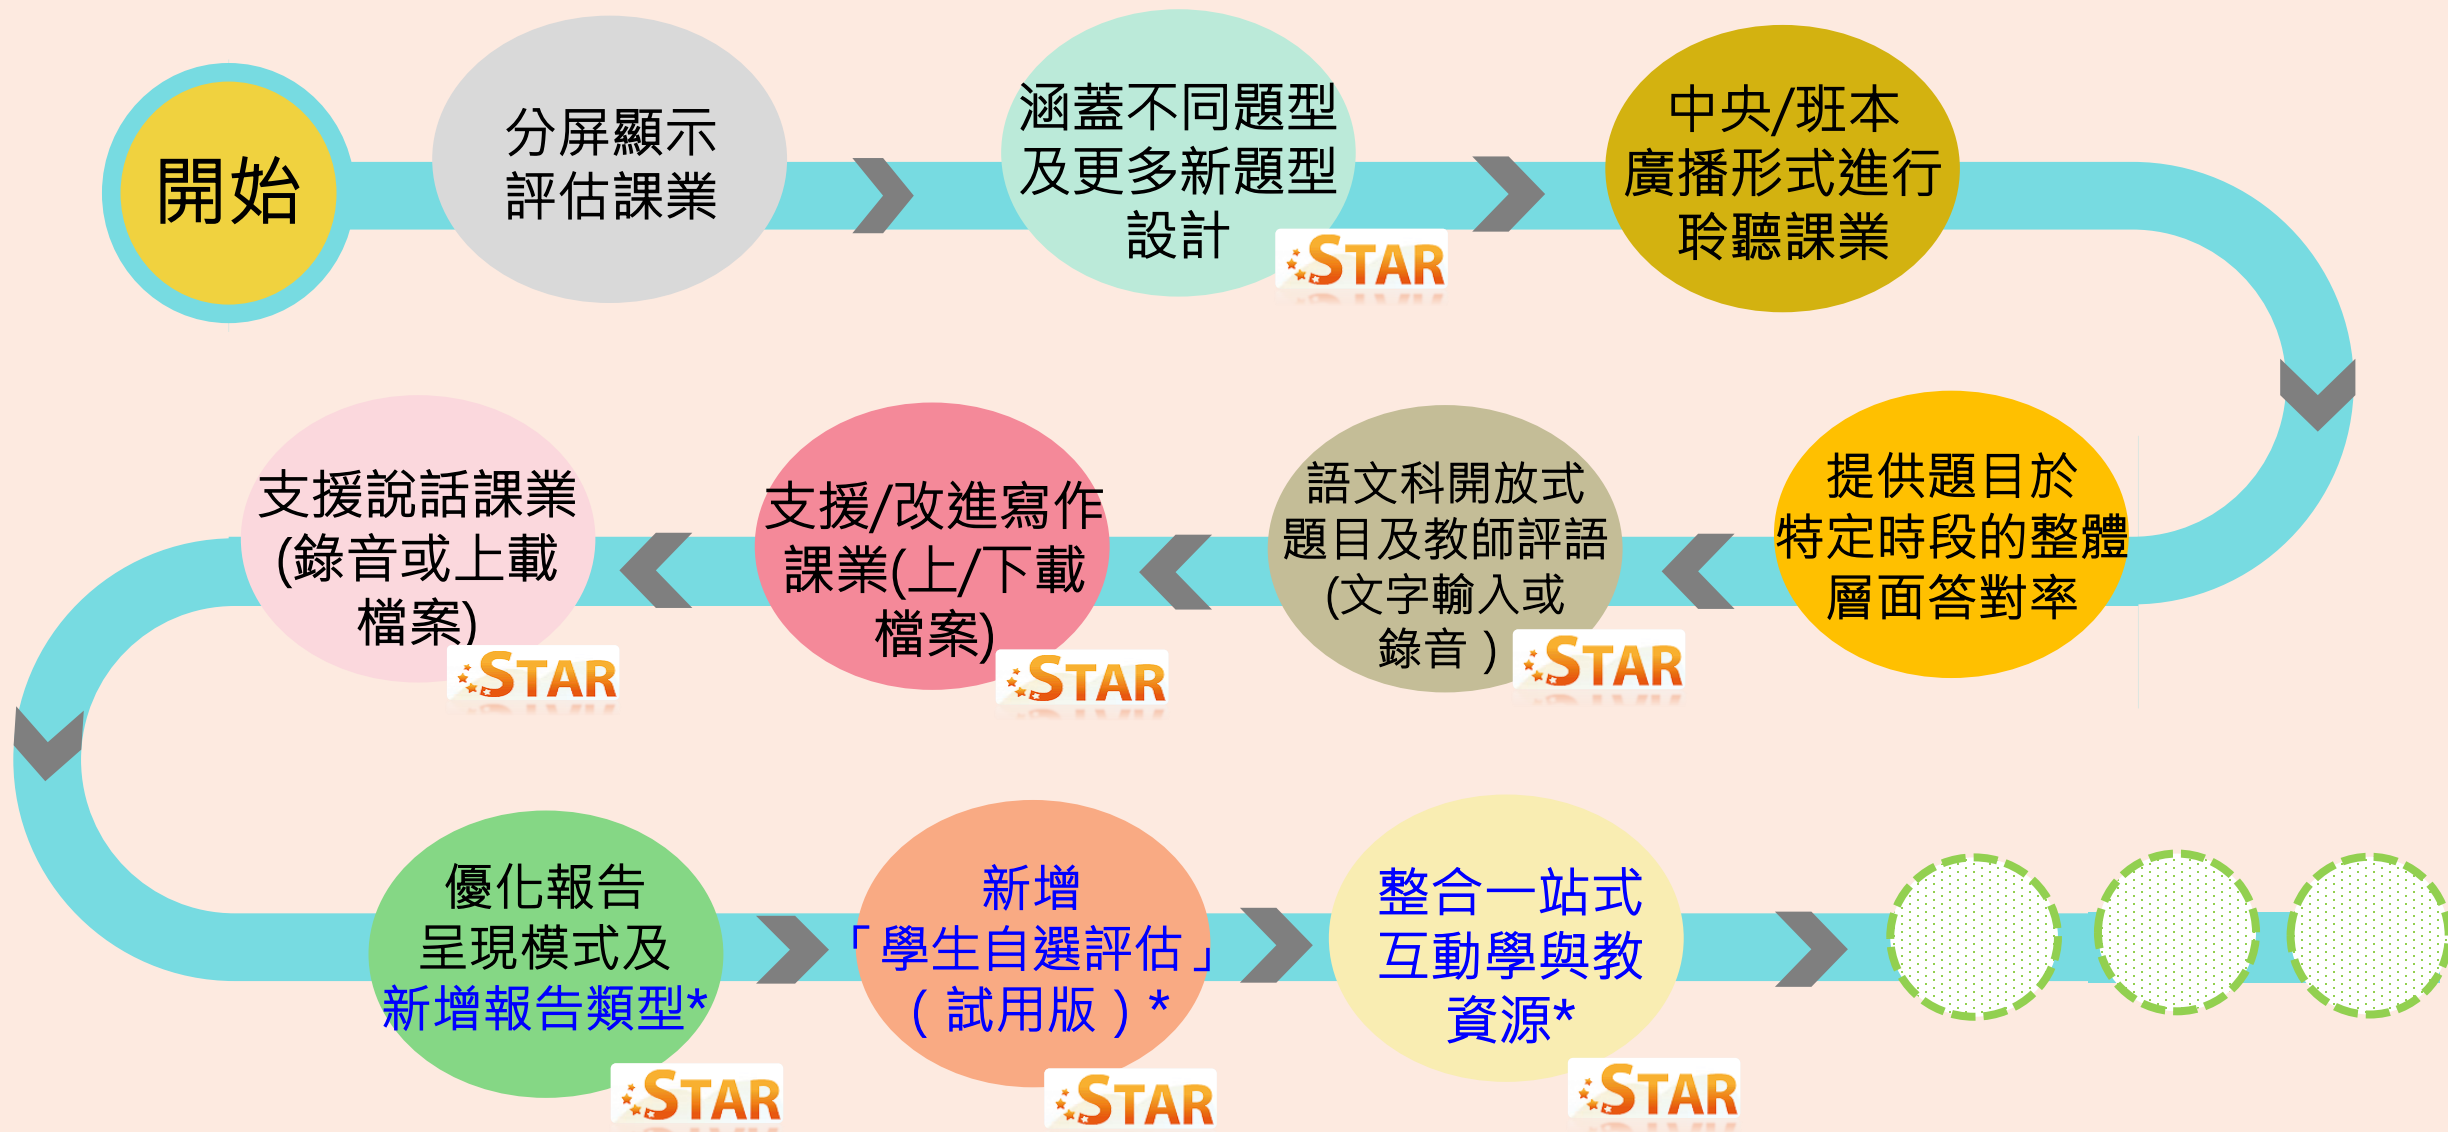 開始
分屏顯示
評估課業
涵蓋不同題型
及更多新題型
設計
STAR
中央/班本
廣播形式進行
聆聽課業
提供題目於
特定時段的整體
層面答對率
語文科開放式
題目及教師評語
(文字輸入或
錄音)
STAR
支援/改進寫作
課業(上/下載
檔案)
STAR
支援說話課業
(錄音或上載
檔案)
STAR
優化報告
呈現模式及
新增報告類型*
STAR
新增
「學生自選評估」
(試用版)*
STAR
整合一站式
互動學與教
資源*
STAR